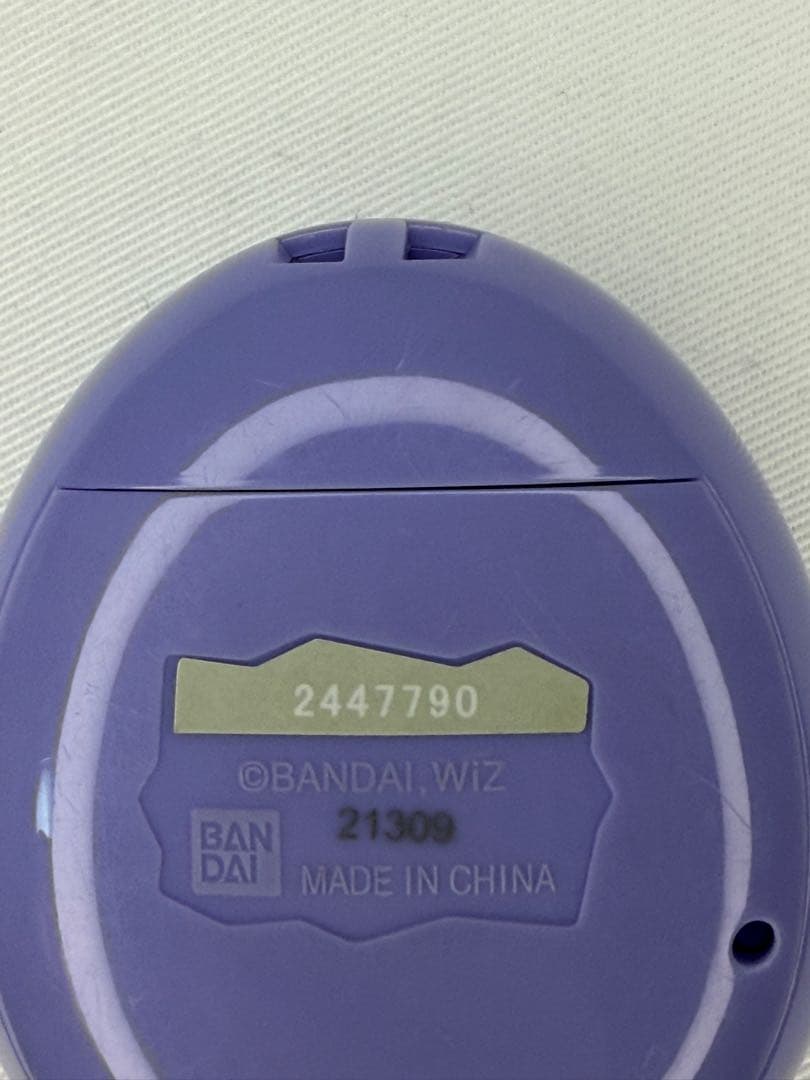 2447790
©BANDAI, WiZ
21309
BAN
DAI
MADE IN CHINA